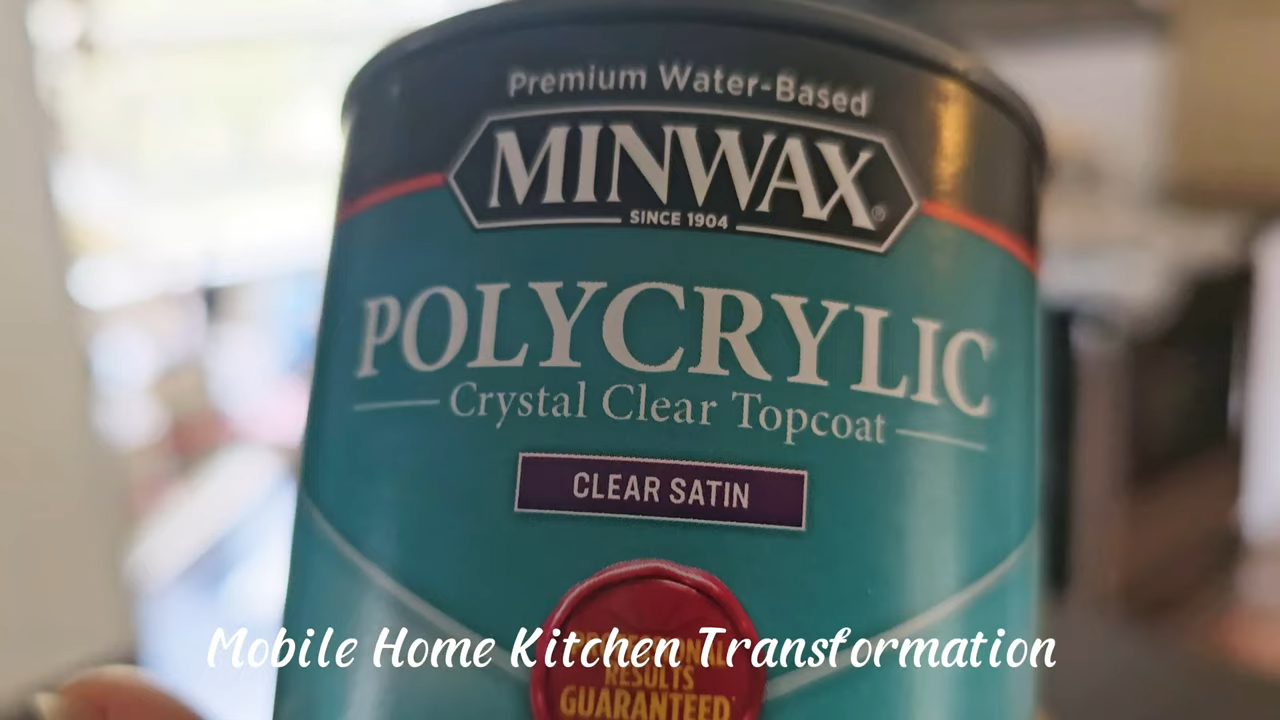 Premium Water-Based
MINWAX®
SINCE 1904
POLYCRYLIC
Crystal Clear Topcoat
CLEAR SATIN
RESULTS
GUARANTEED
Mobile Home Kitchen Transformation